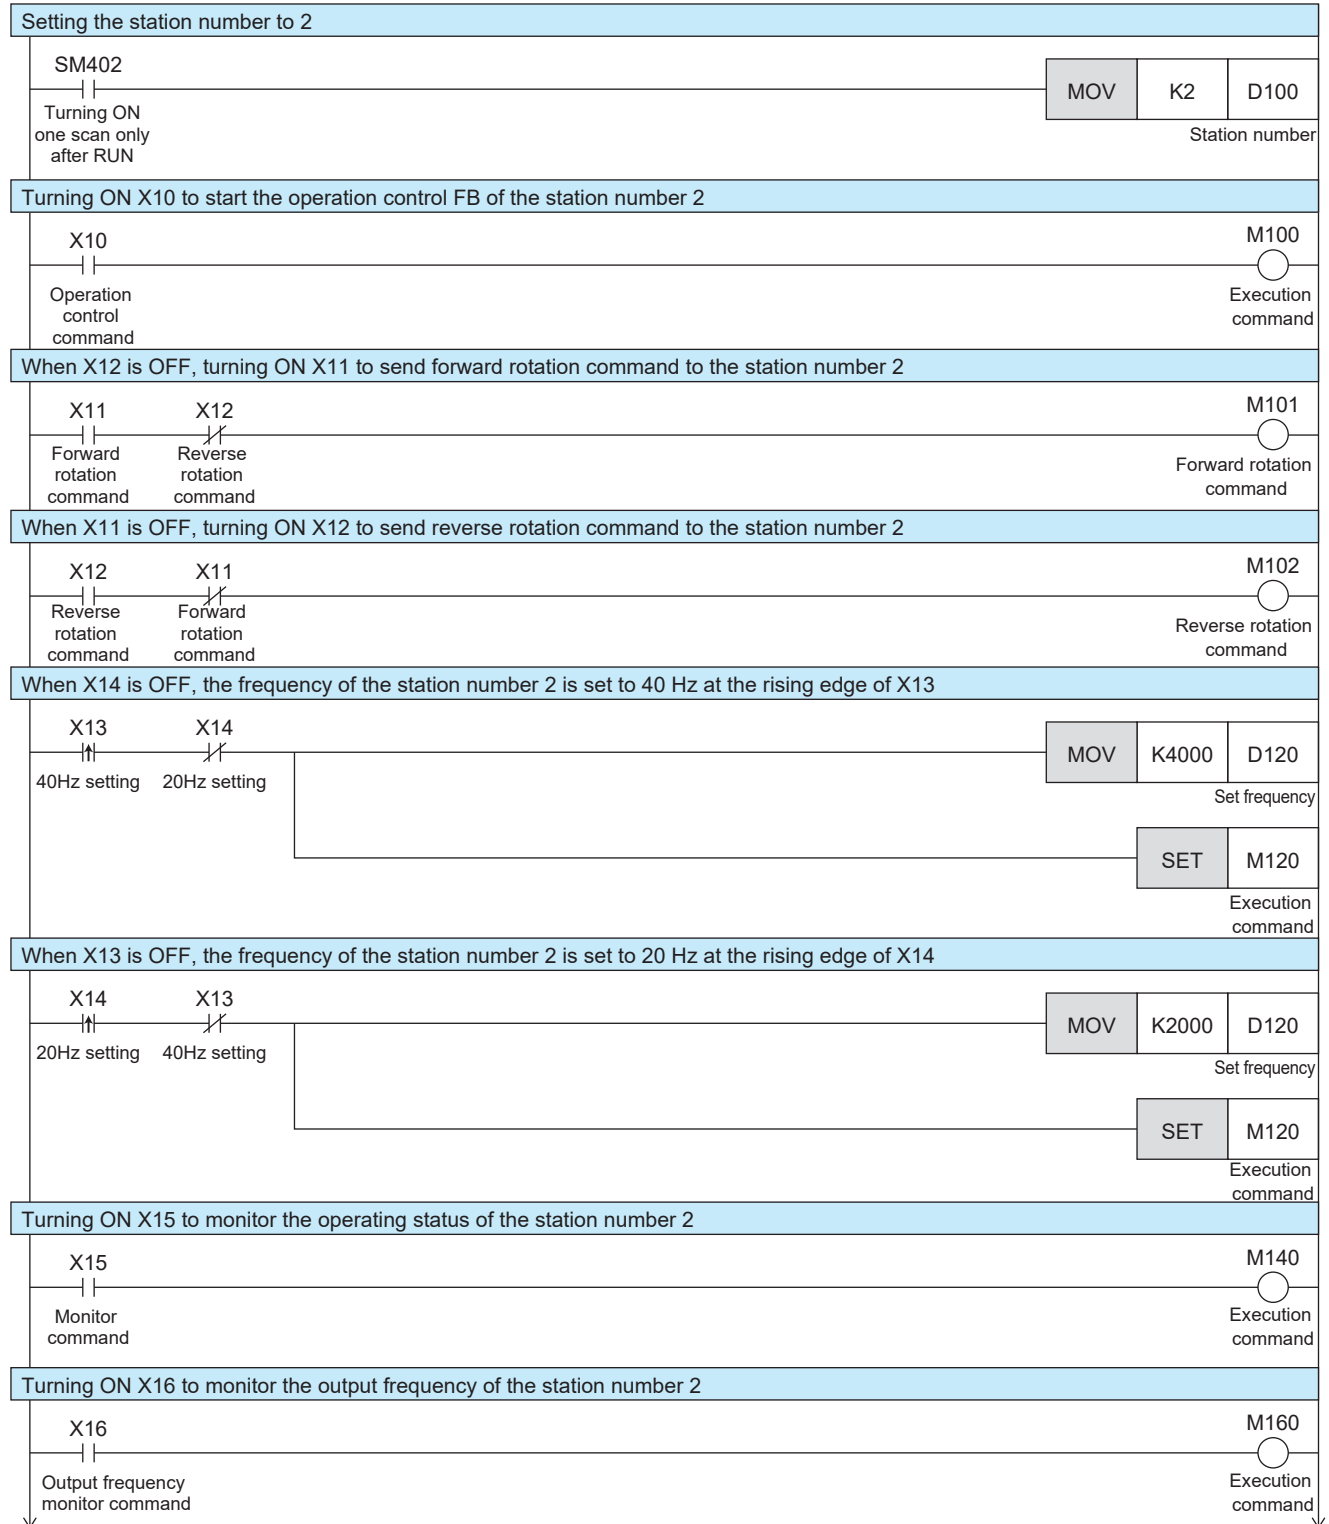 Setting the station number to 2
SM402
MOV K2 D100
Turning ON
one scan only
after RUN
Station number
Turning ON X10 to start the operation control FB of the station number 2
X10
M100
Operation
control
command
Execution
command
When X12 is OFF, turning ON X11 to send forward rotation command to the station number 2
X11 X12
M101
Forward
rotation
command
Reverse
rotation
command
Forward rotation
command
When X11 is OFF, turning ON X12 to send reverse rotation command to the station number 2
X12 X11
M102
Reverse
rotation
command
Forward
rotation
command
Reverse rotation
command
When X14 is OFF, the frequency of the station number 2 is set to 40 Hz at the rising edge of X13
X13 X14
MOV K4000 D120
40Hz setting 20Hz setting
Set frequency
SET M120
Execution
command
When X13 is OFF, the frequency of the station number 2 is set to 20 Hz at the rising edge of X14
X14 X13
MOV K2000 D120
20Hz setting 40Hz setting
Set frequency
SET M120
Execution
command
Turning ON X15 to monitor the operating status of the station number 2
X15
M140
Monitor
command
Execution
command
Turning ON X16 to monitor the output frequency of the station number 2
X16
M160
Output frequency
monitor command
Execution
command